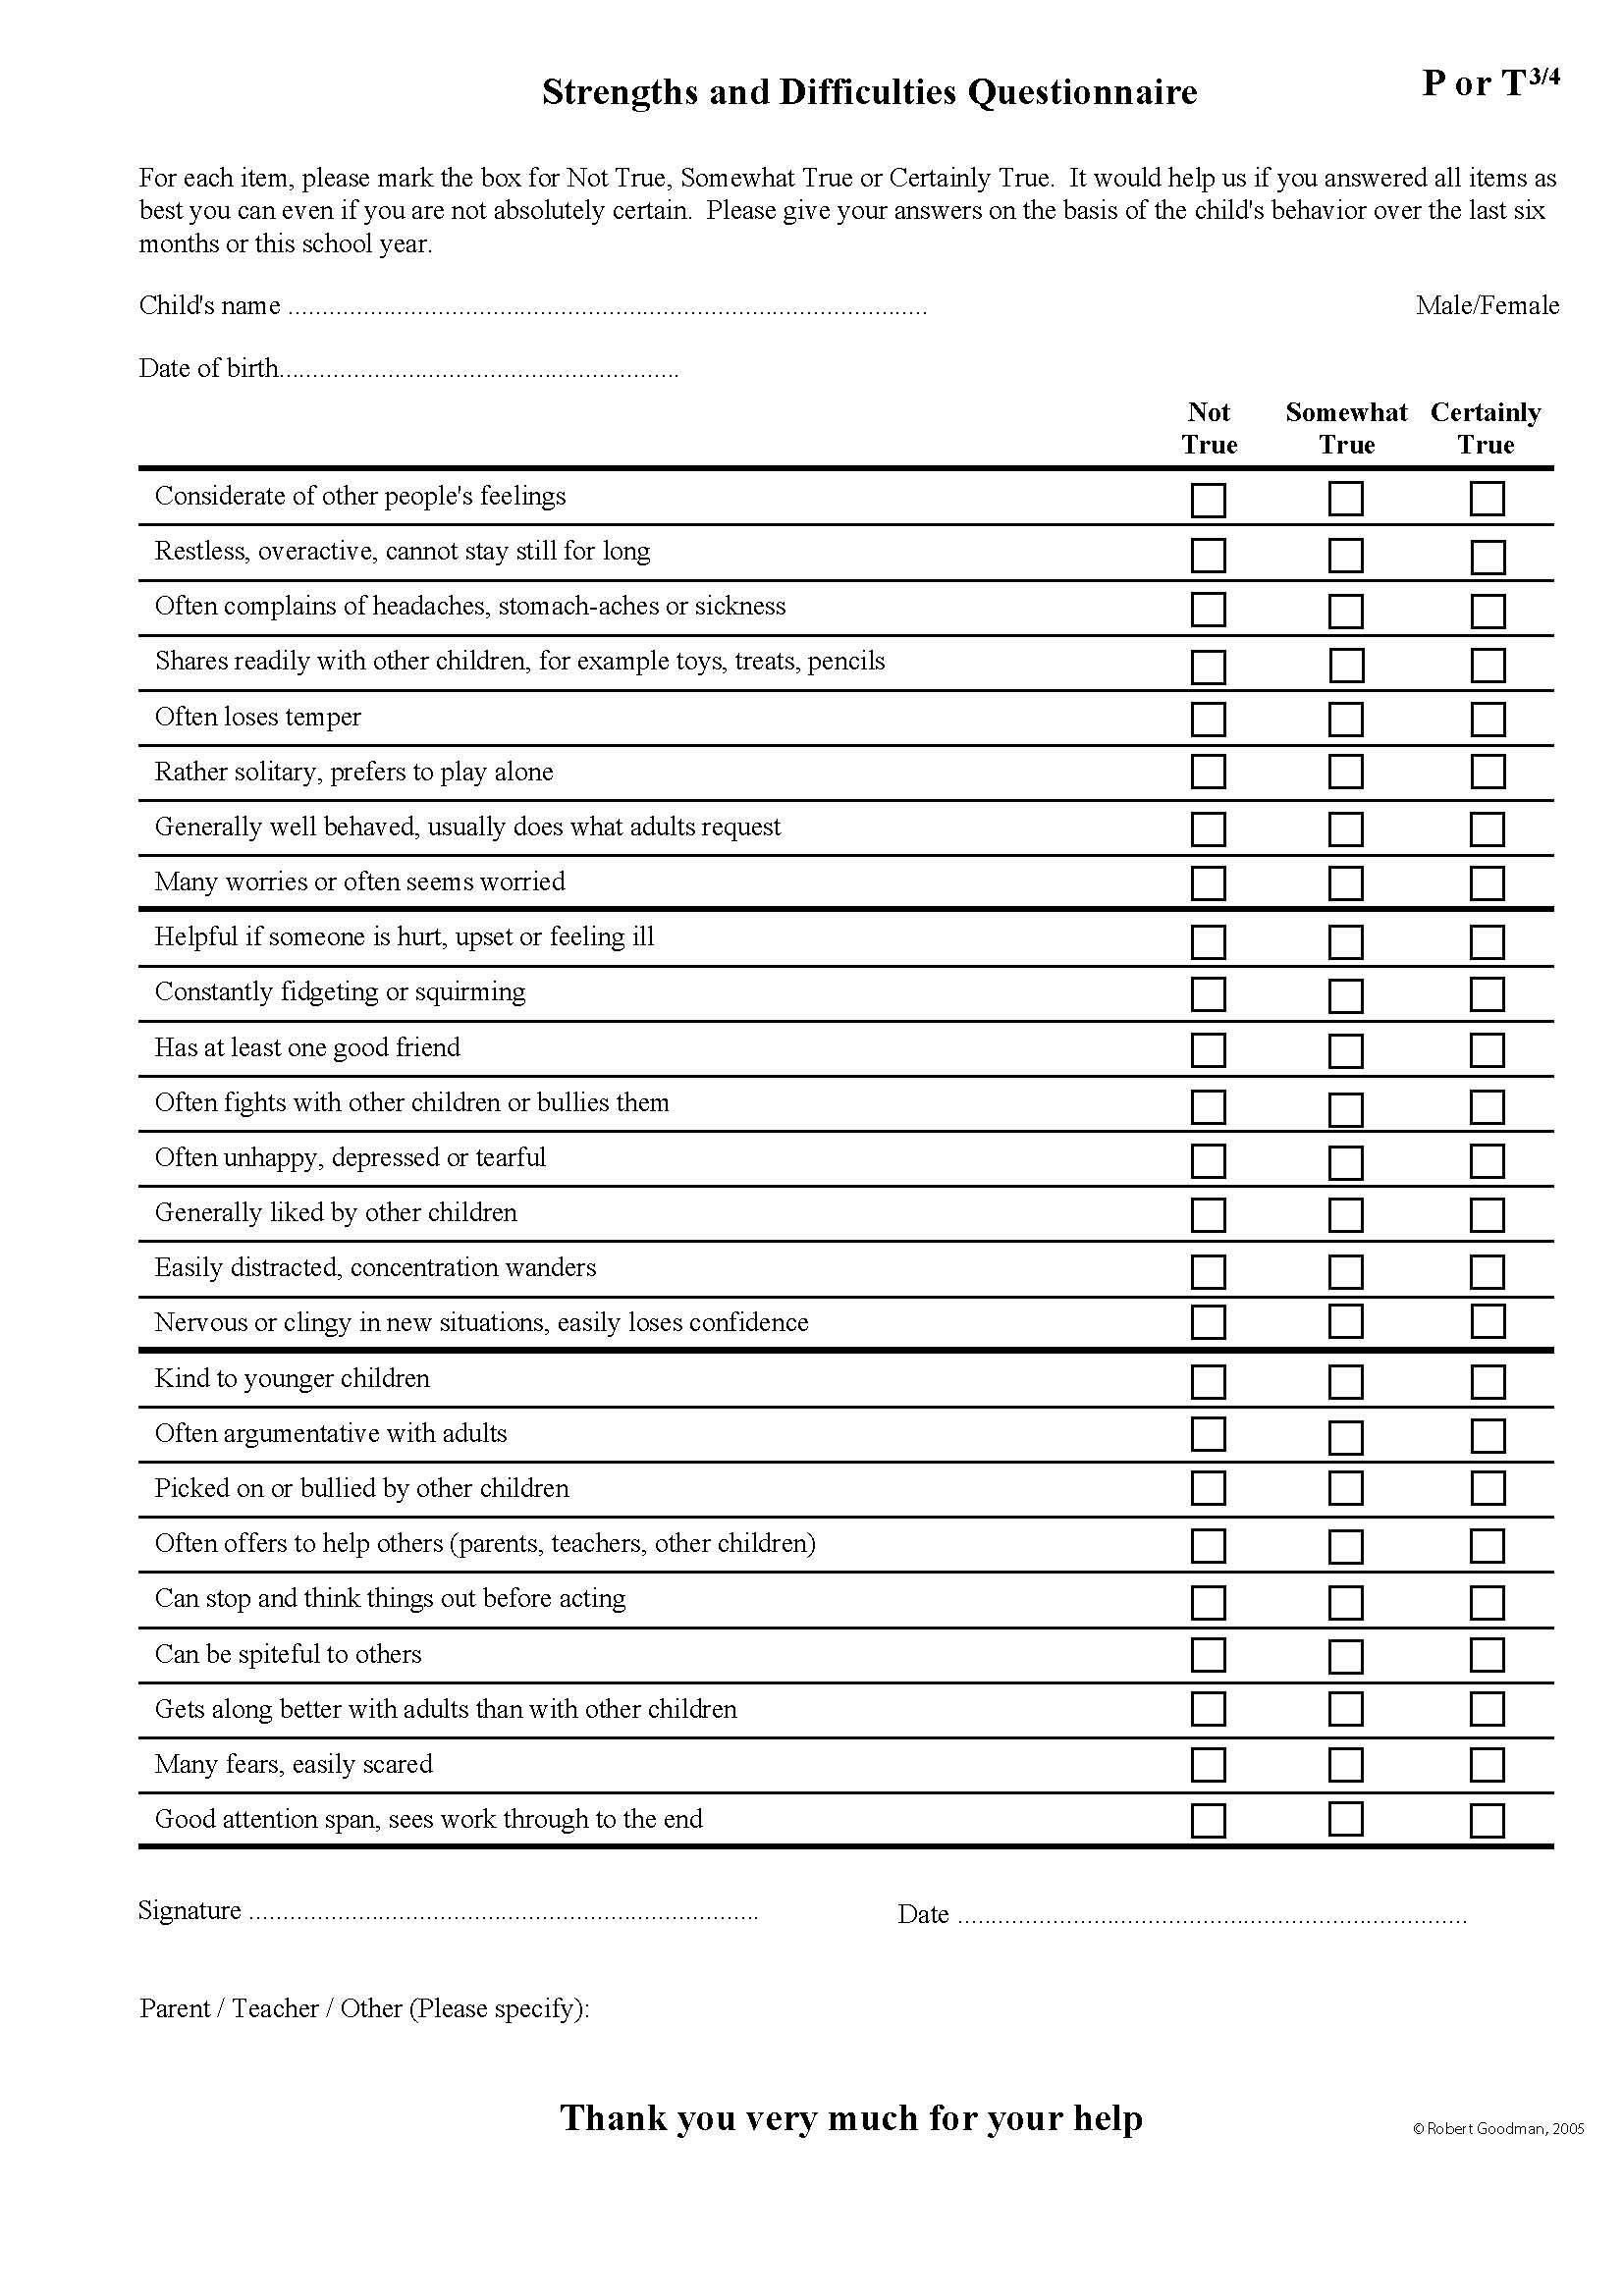 Strengths and Difficulties Questionnaire
P or T3/4
For each item, please mark the box for Not True, Somewhat True or Certainly True.  It would help us if you answered all items as
best you can even if you are not absolutely certain.  Please give your answers on the basis of the child's behavior over the last six
months or this school year.
Child's name ..............................................................................................
Male/Female
Date of birth...........................................................
Not True
Somewhat True
Certainly True
Considerate of other people's feelings
Restless, overactive, cannot stay still for long
Often complains of headaches, stomach-aches or sickness
Shares readily with other children, for example toys, treats, pencils
Often loses temper
Rather solitary, prefers to play alone
Generally well behaved, usually does what adults request
Many worries or often seems worried
Helpful if someone is hurt, upset or feeling ill
Constantly fidgeting or squirming
Has at least one good friend
Often fights with other children or bullies them
Often unhappy, depressed or tearful
Generally liked by other children
Easily distracted, concentration wanders
Nervous or clingy in new situations, easily loses confidence
Kind to younger children
Often argumentative with adults
Picked on or bullied by other children
Often offers to help others (parents, teachers, other children)
Can stop and think things out before acting
Can be spiteful to others
Gets along better with adults than with other children
Many fears, easily scared
Good attention span, sees work through to the end
Signature ...........................................................................
Date ...........................................................................
Parent / Teacher / Other (Please specify):
Thank you very much for your help
© Robert Goodman, 2005